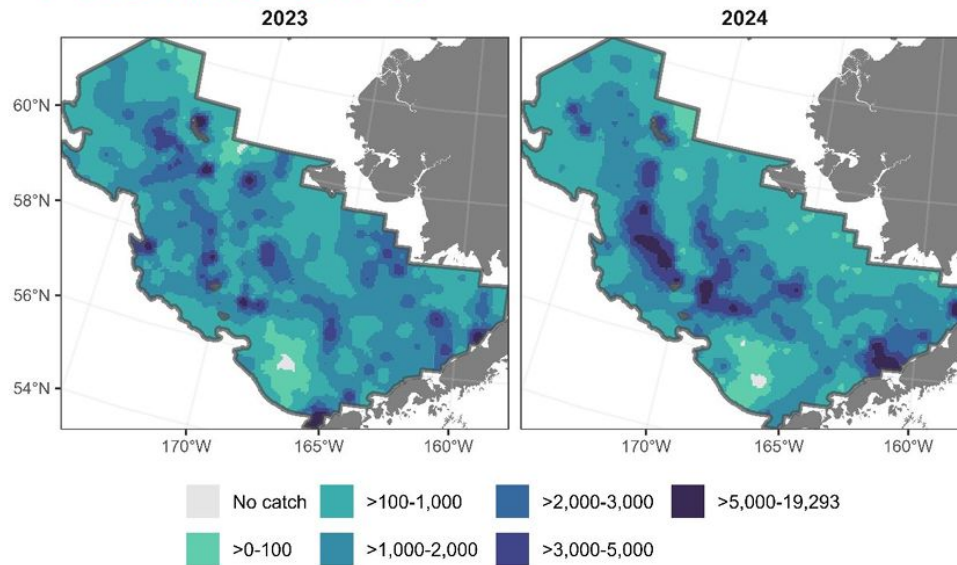 2023
2024
60°N
58°N
56°N
54°N
170°W
165°W
160°W
170°W
165°W
160°W
No catch
>100-1,000
>2,000-3,000
>5,000-19,293
>0-100
>1,000-2,000
>3,000-5,000